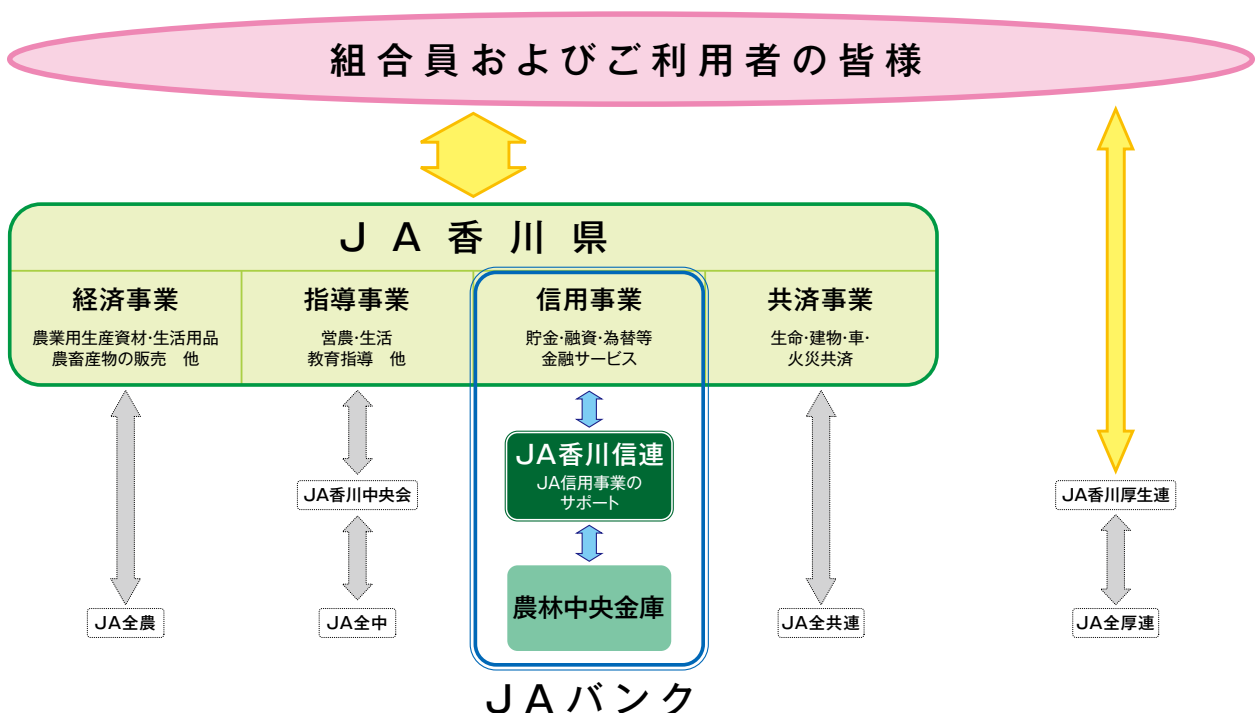 組合員およびご利用者の皆様
JA香川県
経済事業
農業用生産資材・生活用品
農畜産物の販売　他
指導事業
営農・生活
教育指導　他
信用事業
貯金・融資・為替等
金融サービス
共済事業
生命・建物・車・
火災共済
JA香川信連
JA信用事業の
サポート
JA香川中央会
JA香川厚生連
農林中央金庫
JA全農
JA全中
JA全共連
JA全厚連
JAバンク